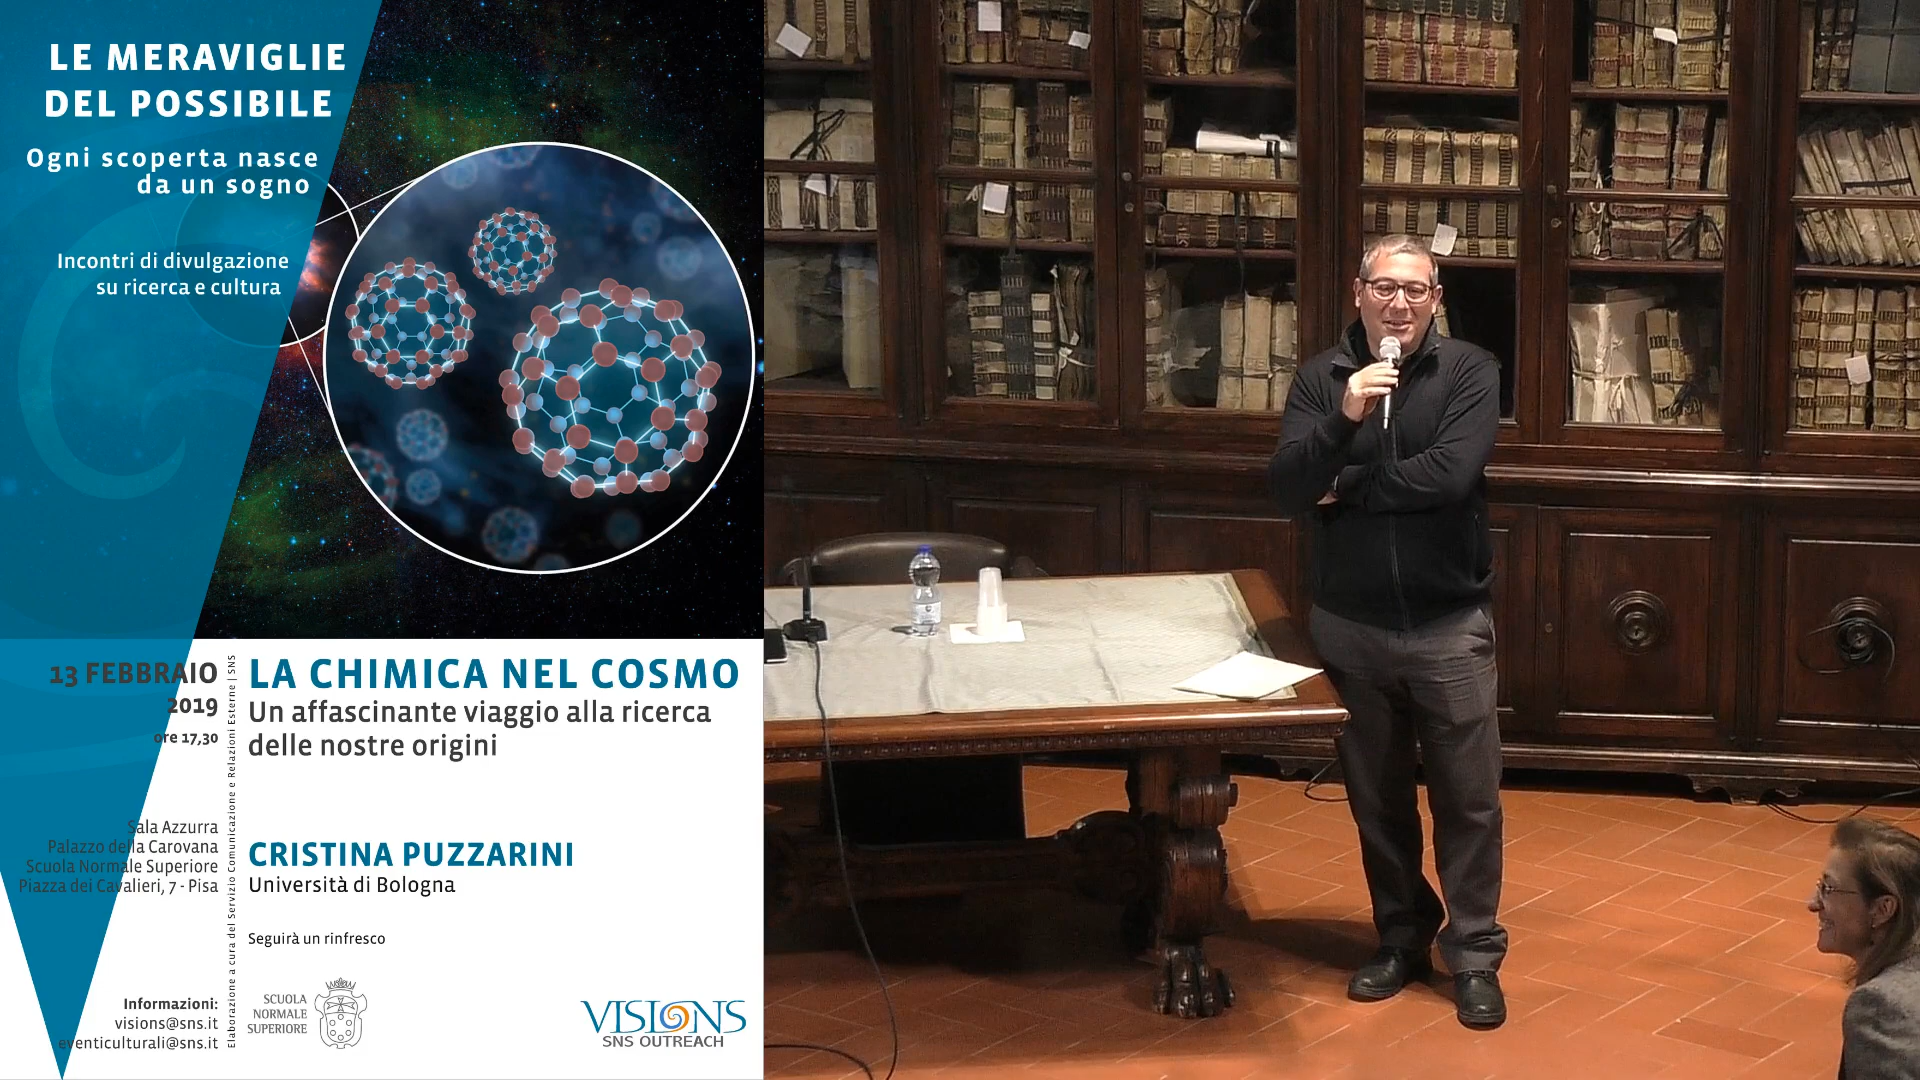 LE MERAVIGLIE
DEL POSSIBILE
Ogni scoperta nasce
da un sogno
Incontri di divulgazione
su ricerca e cultura
13 FEBBRAIO
2019
ore 17,30
Sala Azzurra
Palazzo della Carovana
Scuola Normale Superiore
Piazza dei Cavalieri, 7 - Pisa
Informazioni:
visions@sns.it
eventiculturali@sns.it
Elaborazione a cura del Servizio Comunicazione e Relazioni Esterne | SNS
LA CHIMICA NEL COSMO
Un affascinante viaggio alla ricerca
delle nostre origini
CRISTINA PUZZARINI
Università di Bologna
Seguirà un rinfresco
SCUOLA
NORMALE
SUPERIORE
VISIONS
SNS OUTREACH